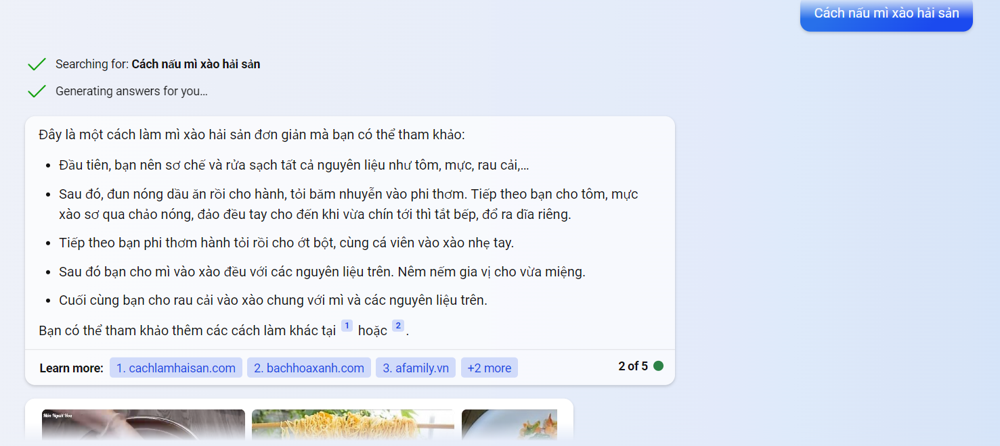 Cách nấu mì xào hải sản
Searching for: Cách nấu mì xào hải sản
Generating answers for you...
Đây là một cách làm mì xào hải sản đơn giản mà bạn có thể tham khảo:
• Đầu tiên, bạn nên sơ chế và rửa sạch tất cả nguyên liệu như tôm, mực, rau cải,...
• Sau đó, đun nóng dầu ăn rồi cho hành, tỏi băm nhuyễn vào phi thơm. Tiếp theo bạn cho tôm, mực
xào sơ qua chảo nóng, đảo đều tay cho đến khi vừa chín tới thì tắt bếp, đổ ra dĩa riêng.
• Tiếp theo bạn phi thơm hành tỏi rồi cho ớt bột, cùng cá viên vào xào nhẹ tay.
• Sau đó bạn cho mì vào xào đều với các nguyên liệu trên. Nêm nếm gia vị cho vừa miệng.
• Cuối cùng bạn cho rau cải vào xào chung với mì và các nguyên liệu trên.
Bạn có thể tham khảo thêm các cách làm khác tại 1 hoặc 2 .
Learn more: 1. cachlamhaisan.com 2. bachhoaxanh.com 3. afamily.vn +2 more 2 of 5
Món Người Hoa